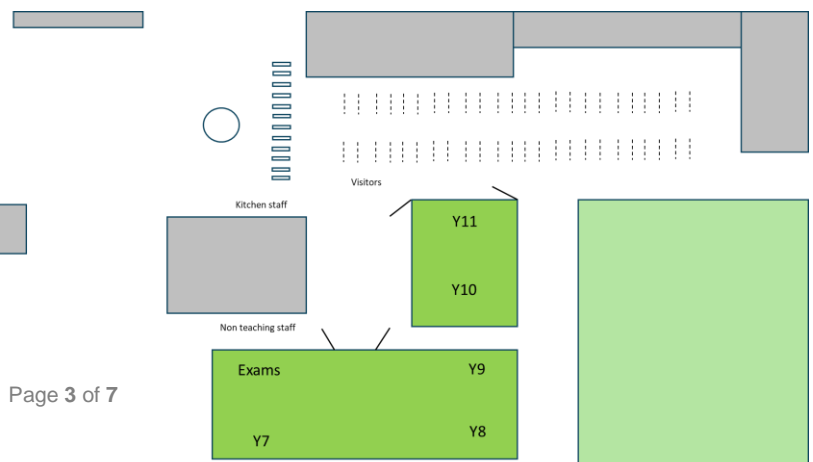 Visitors
Kitchen staff
Y11
Y10
Non teaching staff
Exams
Y9
Page 3 of 7
Y7
Y8